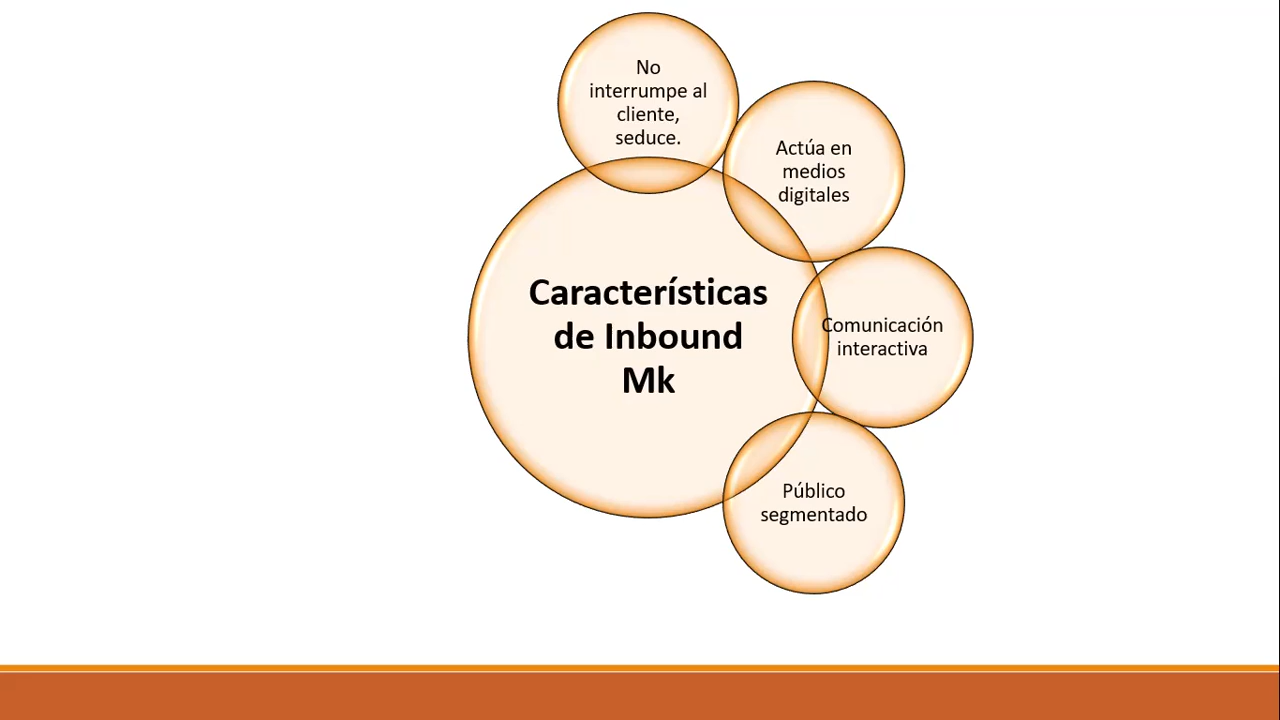 No
interrumpe al
cliente,
seduce.
Actúa en
medios
digitales
Características
de Inbound
Mk
Comunicación
interactiva
Público
segmentado